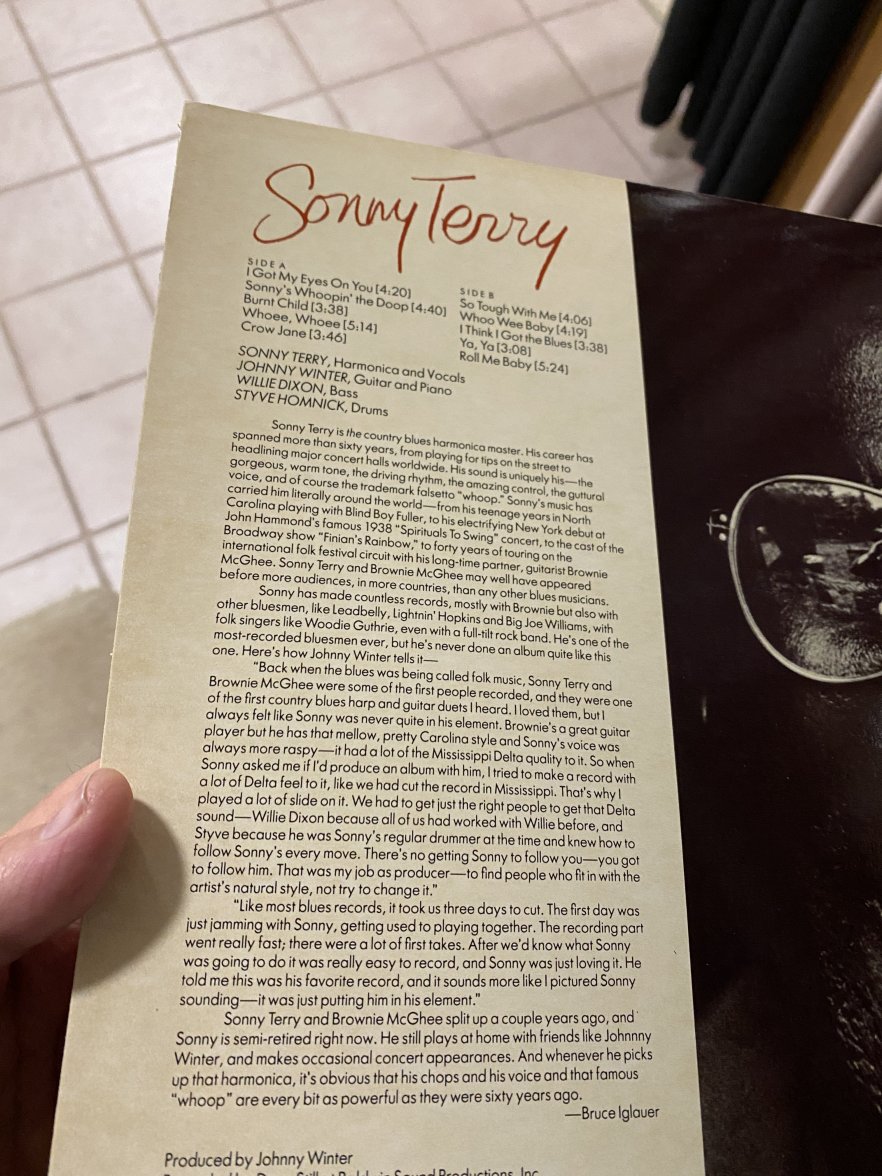 Sonny Terry
SIDE A
I Got My Eyes On You [4:20]
Sonny's Whoopin' the Doop [4:40]
Burnt Child [3:38]
Whoee, Whoee [5:14]
Crow Jane [3:46]
SIDE B
So Tough With Me [4:06]
Whoo Wee Baby [4:19]
I Think I Got the Blues [3:38]
Ya, Ya [3:08]
Roll Me Baby [5:24]
SONNY TERRY, Harmonica and Vocals
JOHNNY WINTER, Guitar and Piano
WILLIE DIXON, Bass
STYVE HOMNICK, Drums
Sonny Terry is the country blues harmonica master. His career has
spanned more than sixty years, from playing for tips on the street to
headlining major concert halls worldwide. His sound is uniquely his—the
gorgeous, warm tone, the driving rhythm, the amazing control, the guttural
voice, and of course the trademark falsetto "whoop." Sonny's music has
carried him literally around the world—from his teenage years in North
Carolina playing with Blind Boy Fuller, to his electrifying New York debut at
John Hammond's famous 1938 "Spirituals To Swing" concert, to the cast of the
Broadway show "Finian's Rainbow," to forty years of touring on the
international folk festival circuit with his long-time partner, guitarist Brownie
McGhee. Sonny Terry and Brownie McGhee may well have appeared
before more audiences, in more countries, than any other blues musicians.
Sonny has made countless records, mostly with Brownie but also with
other bluesmen, like Leadbelly, Lightnin' Hopkins and Big Joe Williams, with
folk singers like Woodie Guthrie, even with a full-tilt rock band. He's one of the
most-recorded bluesmen ever, but he's never done an album quite like this
one. Here's how Johnny Winter tells it—
"Back when the blues was being called folk music, Sonny Terry and
Brownie McGhee were some of the first people recorded, and they were one
of the first country blues harp and guitar duets I heard. I loved them, but I
always felt like Sonny was never quite in his element. Brownie's a great guitar
player but he has that mellow, pretty Carolina style and Sonny's voice was
always more raspy—it had a lot of the Mississippi Delta quality to it. So when
Sonny asked me if I'd produce an album with him, I tried to make a record with
a lot of Delta feel to it, like we had cut the record in Mississippi. That's why I
played a lot of slide on it. We had to get just the right people to get that Delta
sound—Willie Dixon because all of us had worked with Willie before, and
Styve because he was Sonny's regular drummer at the time and knew how to
follow Sonny's every move. There's no getting Sonny to follow you—you got
to follow him. That was my job as producer—to find people who fit in with the
artist's natural style, not try to change it."
"Like most blues records, it took us three days to cut. The first day was
just jamming with Sonny, getting used to playing together. The recording part
went really fast; there were a lot of first takes. After we'd know what Sonny
was going to do it was really easy to record, and Sonny was just loving it. He
told me this was his favorite record, and it sounds more like I pictured Sonny
sounding—it was just putting him in his element."
Sonny Terry and Brownie McGhee split up a couple years ago, and
Sonny is semi-retired right now. He still plays at home with friends like Johnnny
Winter, and makes occasional concert appearances. And whenever he picks
up that harmonica, it's obvious that his chops and his voice and that famous
"whoop" are every bit as powerful as they were sixty years ago.
—Bruce Iglauer
Produced by Johnny Winter
Sound Productions, Inc.